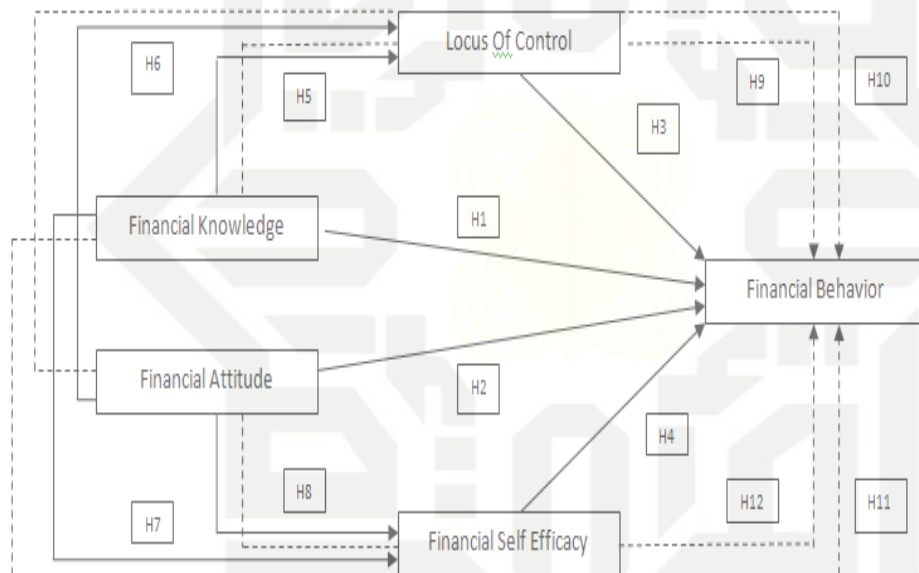 Locus Of Control
H6
H5
H9
H10
H3
Financial Knowledge
H1
Financial Behavior
Financial Attitude
H2
H4
H8
H7
H12
H11
Financial Self Efficacy